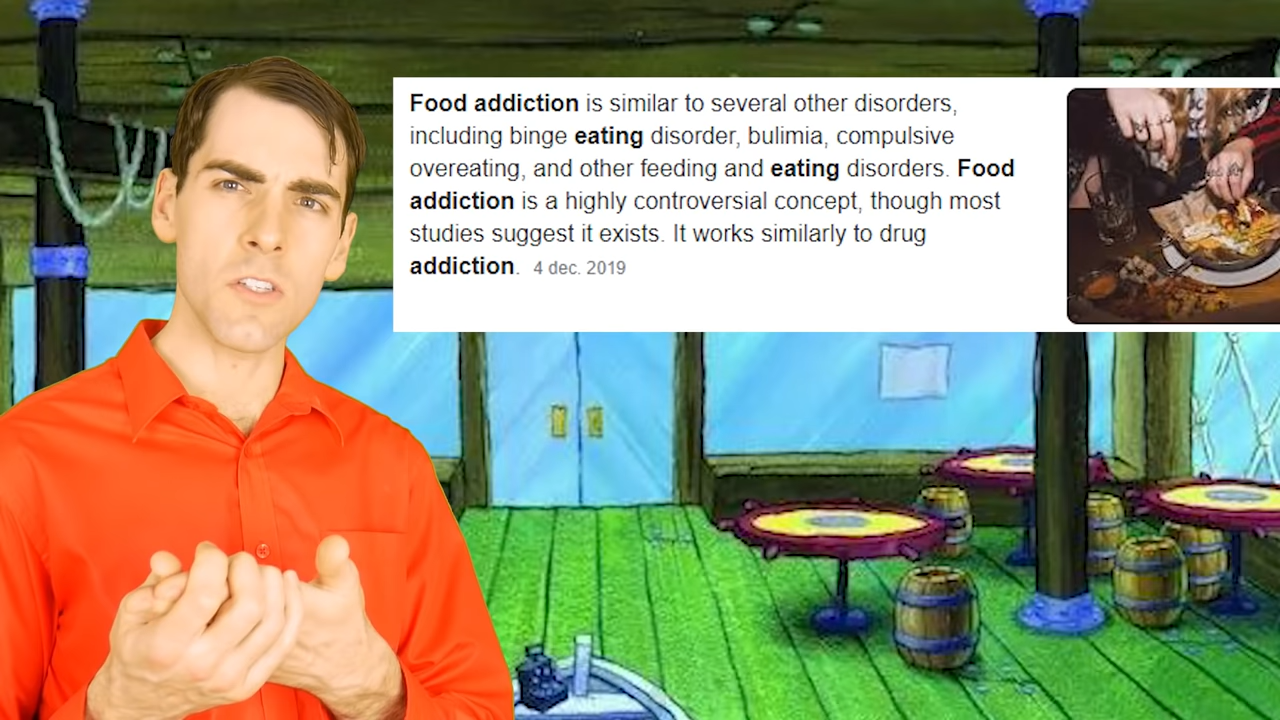 Food addiction is similar to several other disorders,
including binge eating disorder, bulimia, compulsive
overeating, and other feeding and eating disorders. Food
addiction is a highly controversial concept, though most
studies suggest it exists. It works similarly to drug
addiction. 4 dec. 2019